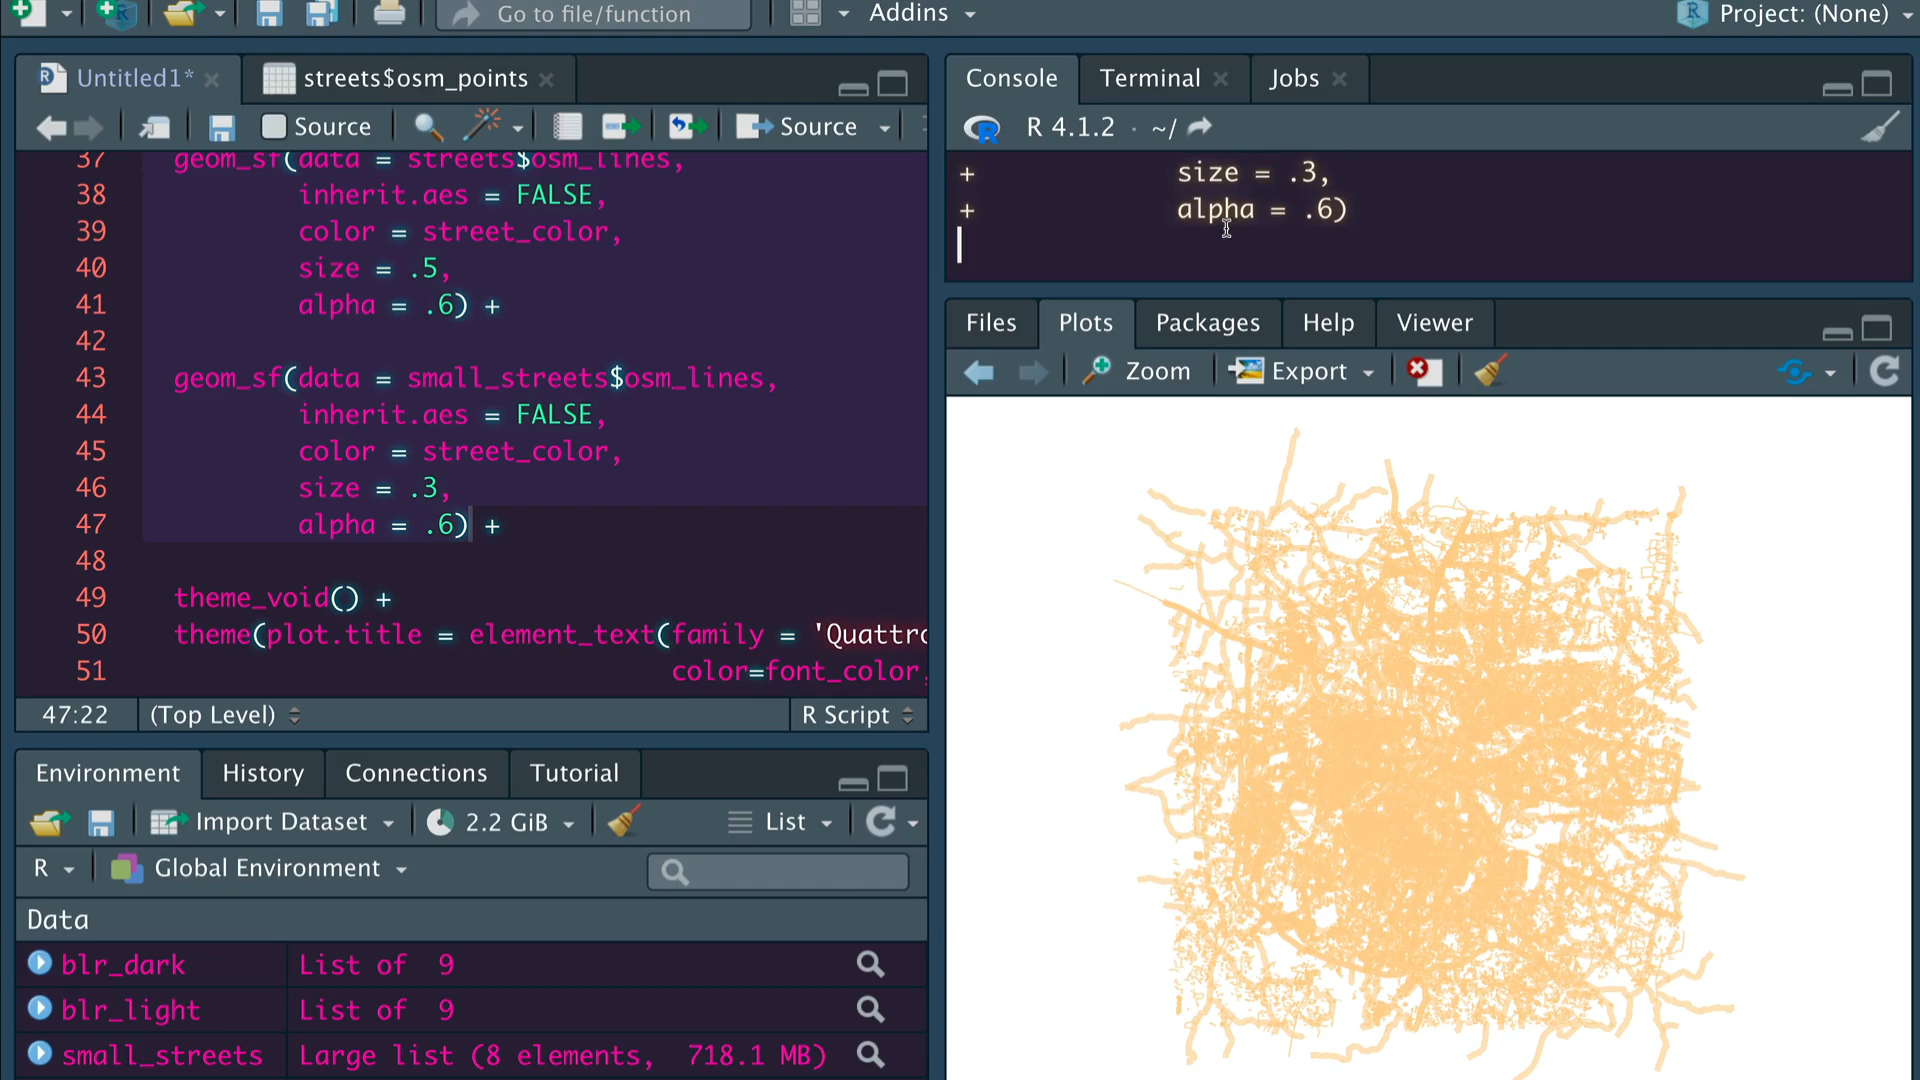 Go to file/function
Addins
Project: (None)
Untitled1*
streets$osm_points
Source
Source
37 geom_sf(data = streets$osm_lines,
38 inherit.aes = FALSE,
39 color = street_color,
40 size = .5,
41 alpha = .6) +
42
43 geom_sf(data = small_streets$osm_lines,
44 inherit.aes = FALSE,
45 color = street_color,
46 size = .3,
47 alpha = .6) +
48
49 theme_void() +
50 theme(plot.title = element_text(family = 'Quattro
51 color=font_color,
47:22 (Top Level) R Script
Environment History Connections Tutorial
Import Dataset 2.2 GiB List
R Global Environment
Data
blr_dark List of 9
blr_light List of 9
small_streets Large list (8 elements, 718.1 MB)
Console Terminal Jobs
R 4.1.2 · ~/
+ size = .3,
+ alpha = .6)
Files Plots Packages Help Viewer
Zoom Export